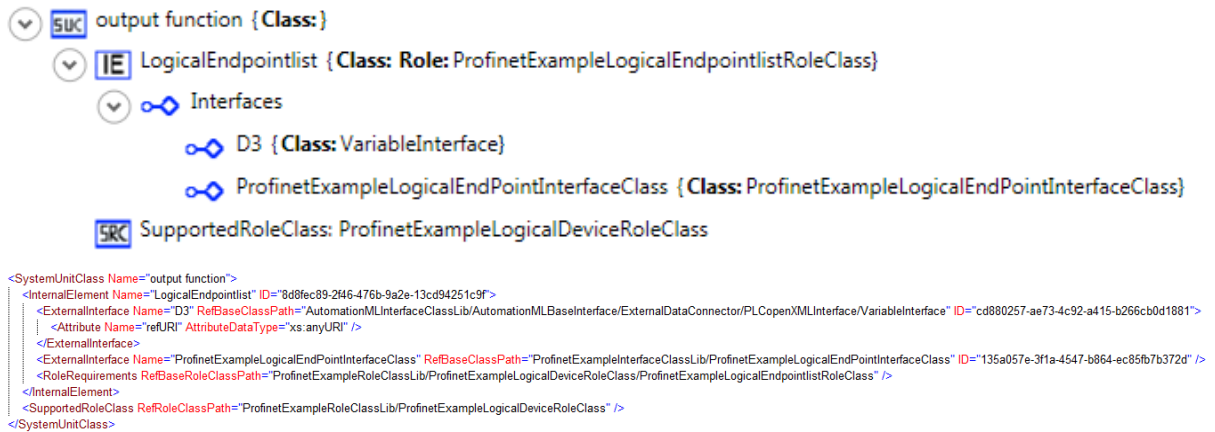 SUC output function {Class:}
IE LogicalEndpointlist {Class: Role: ProfinetExampleLogicalEndpointlistRoleClass}
Interfaces
D3 {Class: VariableInterface}
ProfinetExampleLogicalEndPointInterfaceClass {Class: ProfinetExampleLogicalEndPointInterfaceClass}
SRC SupportedRoleClass: ProfinetExampleLogicalDeviceRoleClass
<SystemUnitClass Name="output function">
<InternalElement Name="LogicalEndpointlist" ID="8d8fec89-2f46-476b-9a2e-13cd94251c9f">
<ExternalInterface Name="D3" RefBaseClassPath="AutomationMLInterfaceClassLib/AutomationMLBaseInterface/ExternalDataConnector/PLCopenXMLInterface/VariableInterface" ID="cd880257-ae73-4c92-a415-b266cb0d1881">
<Attribute Name="refURI" AttributeDataType="xs:anyURI" />
</ExternalInterface>
<ExternalInterface Name="ProfinetExampleLogicalEndPointInterfaceClass" RefBaseClassPath="ProfinetExampleInterfaceClassLib/ProfinetExampleLogicalEndPointInterfaceClass" ID="135a057e-3f1a-4547-b864-ec85fb7b372d" />
<RoleRequirements RefBaseRoleClassPath="ProfinetExampleRoleClassLib/ProfinetExampleLogicalDeviceRoleClass/ProfinetExampleLogicalEndpointlistRoleClass" />
</InternalElement>
<SupportedRoleClass RefRoleClassPath="ProfinetExampleRoleClassLib/ProfinetExampleLogicalDeviceRoleClass" />
</SystemUnitClass>